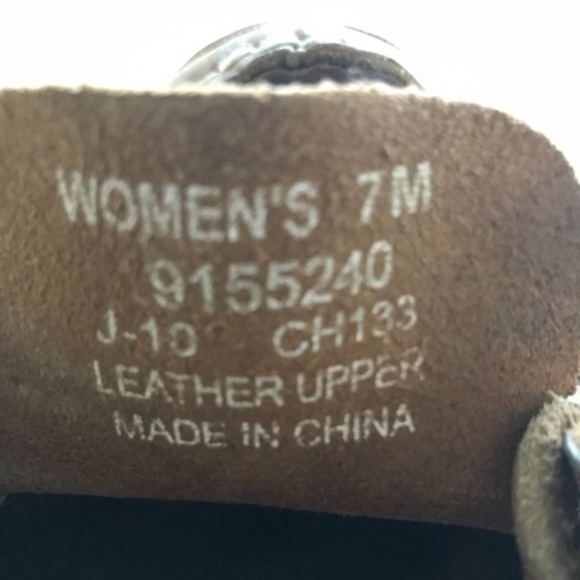 WOMEN'S 7M
9155240
J-10 CH133
LEATHER UPPER
MADE IN CHINA